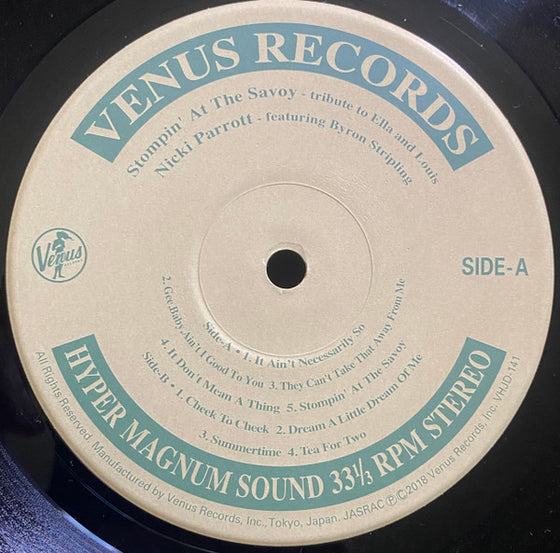 VENUS RECORDS
Stompin' At The Savoy - tribute to Ella and Louis
Nicki Parrott - featuring Byron Stripling
Venus
RECORDS
SIDE-A
Side-A • 1. It Ain't Necessarily So
2. Gee,Baby,Ain't I Good To You 3. They Can't Take That Away From Me
4. It Don't Mean A Thing 5. Stompin' At The Savoy
Side-B • 1. Cheek To Cheek 2. Dream A Little Dream Of Me
3. Summertime 4. Tea For Two
HYPER MAGNUM SOUND 33⅓ RPM STEREO
All Rights Reserved. Manufactured by Venus Records, Inc., Tokyo, Japan. JASRAC ℗©2018 Venus Records, Inc. VHJD-141